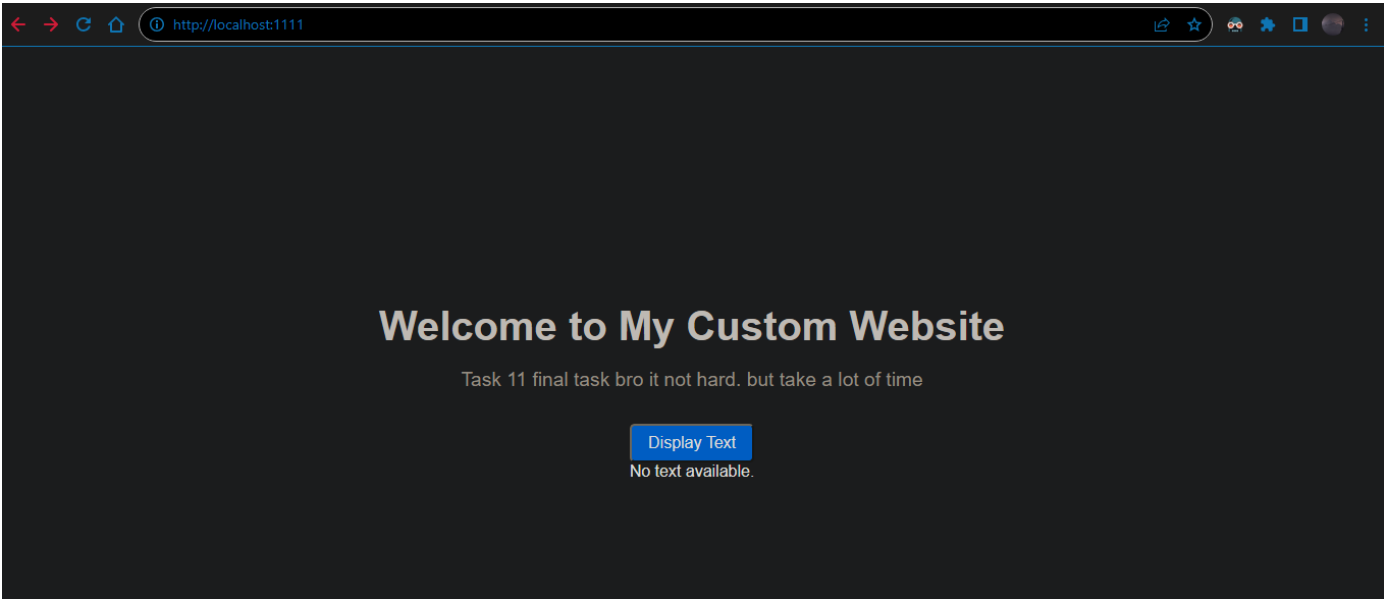 http://localhost:1111
Welcome to My Custom Website
Task 11 final task bro it not hard. but take a lot of time
Display Text
No text available.